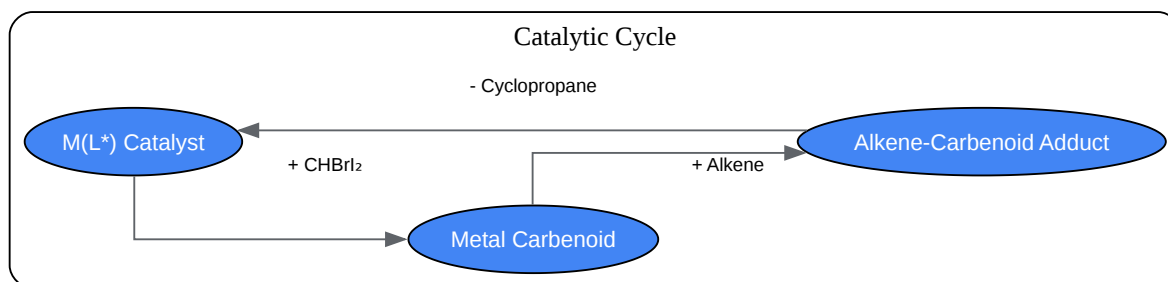 Catalytic Cycle
- Cyclopropane
M(L*) Catalyst
Alkene-Carbenoid Adduct
+ CHBrI₂
+ Alkene
Metal Carbenoid